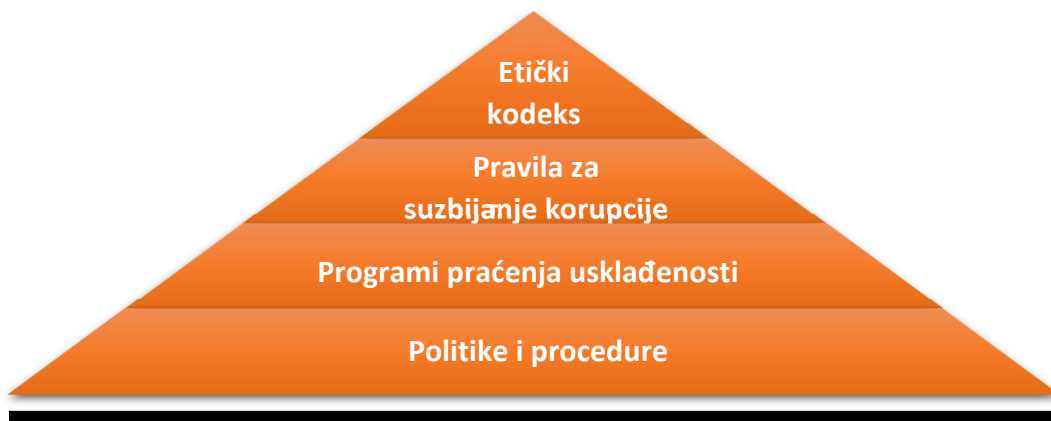 Etički
kodeks
Pravila za
suzbijanje korupcije
Programi praćenja usklađenosti
Politike i procedure